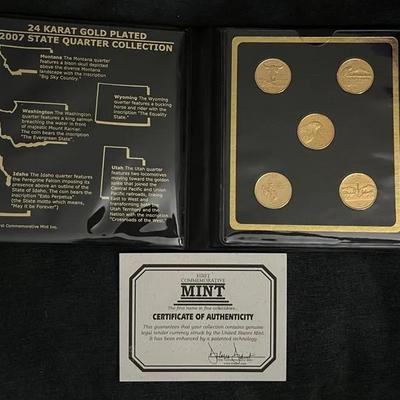 24 KARAT GOLD PLATED
2007 STATE QUARTER COLLECTION
Montana The Montana quarter
features a bison skull depicted
above the diverse Montana
landscape with the inscription
"Big Sky Country."
Wyoming The Wyoming
quarter features a bucking
horse and rider with the
inscription "The Equality
State."
Washington The Washington
quarter features a king salmon
breaching the water in front
of majestic Mount Rainier.
The coin bears the inscription
"The Evergreen State"
Idaho The Idaho quarter features
the Peregrine Falcon imposing its
presence above an outline of the
State of Idaho. The coin bears the
inscription "Esto Perpetua"
(the State motto which means,
"May it be Forever")
Utah The Utah quarter
features two locomotives
moving toward the golden
spike that joined the
Central Pacific and Union
Pacific railroads, linking
East to West and
transforming both the
Utah Territory and the
Nation with the inscription
"Crossroads of the West"
First Commemorative Mint Inc.
FIRST
COMMEMORATIVE
MINT
The first name in fine collectibles.
CERTIFICATE OF AUTHENTICITY
This guarantees that your collection contains genuine
legal tender currency struck by the United States Mint.
It has been enhanced by a patented technology.